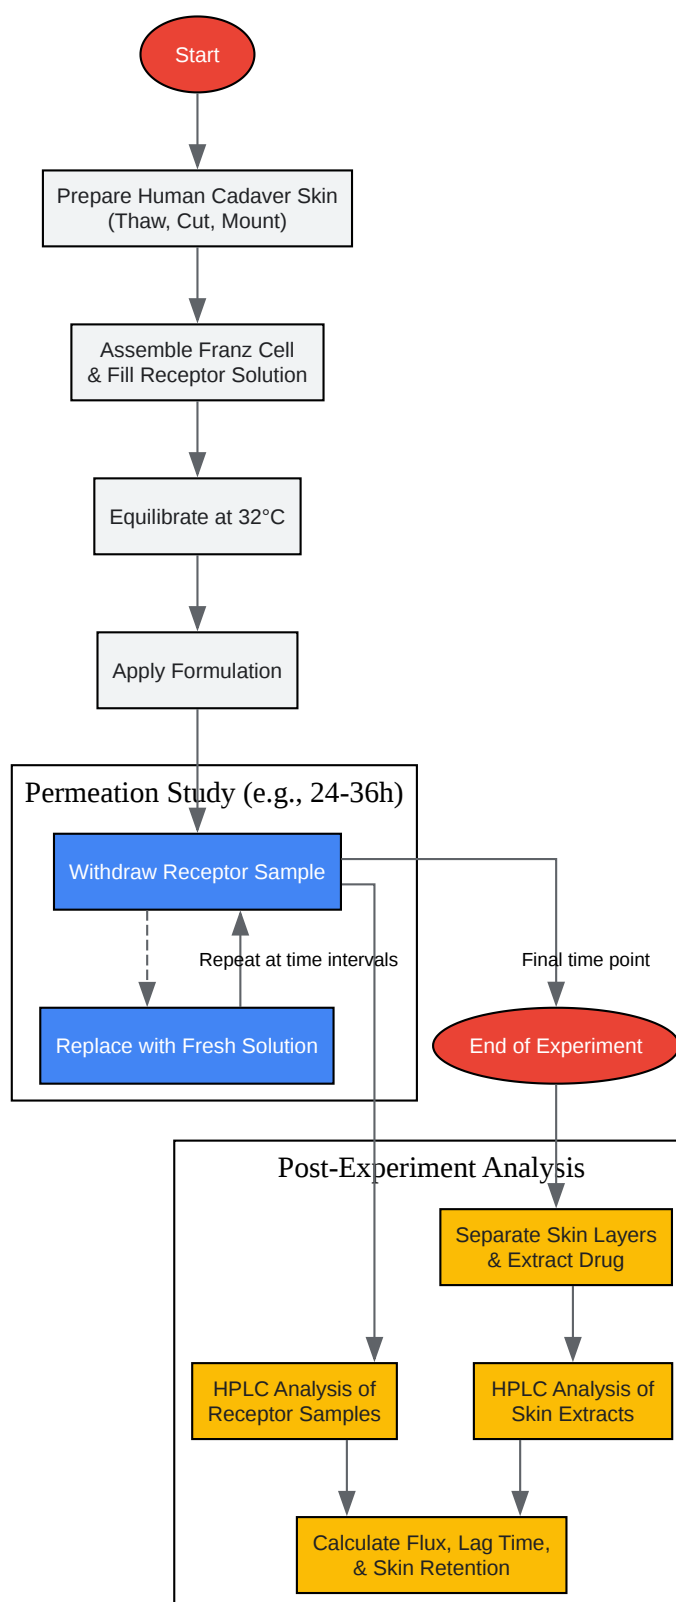 Start
Prepare Human Cadaver Skin
(Thaw, Cut, Mount)
Assemble Franz Cell
& Fill Receptor Solution
Equilibrate at 32°C
Apply Formulation
Permeation Study (e.g., 24-36h)
Withdraw Receptor Sample
Repeat at time intervals
Final time point
Replace with Fresh Solution
End of Experiment
Post-Experiment Analysis
Separate Skin Layers
& Extract Drug
HPLC Analysis of
Receptor Samples
HPLC Analysis of
Skin Extracts
Calculate Flux, Lag Time,
& Skin Retention